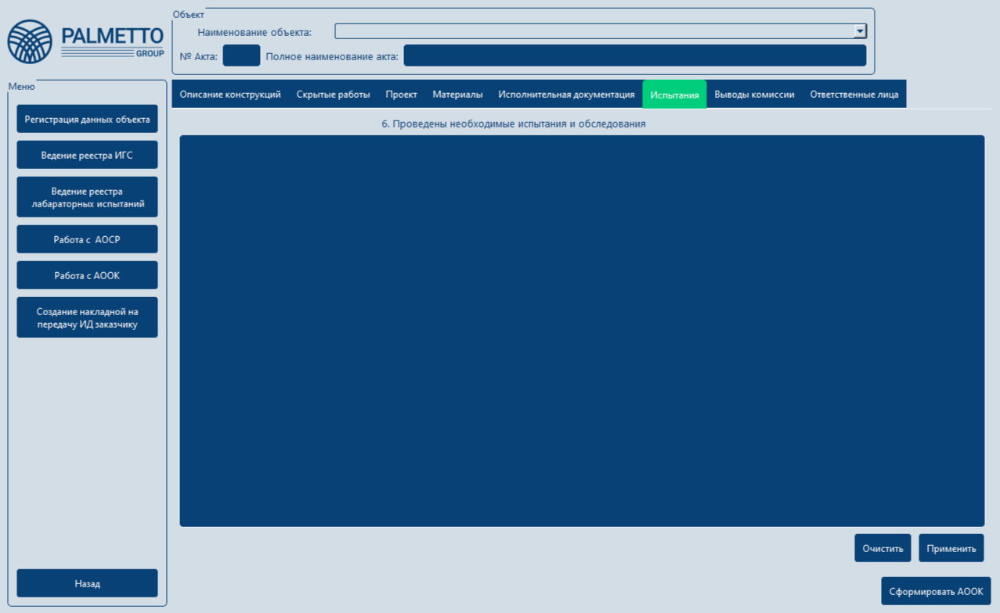 PALMETTO
GROUP
Объект
Наименование объекта:
№ Акта:
Полное наименование акта:
Меню
Регистрация данных объекта
Ведение реестра ИГС
Ведение реестра
лабараторных испытаний
Работа с  АОСР
Работа с АООК
Создание накладной на
передачу ИД заказчику
Назад
Описание конструкций
Скрытые работы
Проект
Материалы
Исполнительная документация
Испытания
Выводы комиссии
Ответственные лица
6. Проведены необходимые испытания и обследования
Очистить
Применить
Сформировать АООК